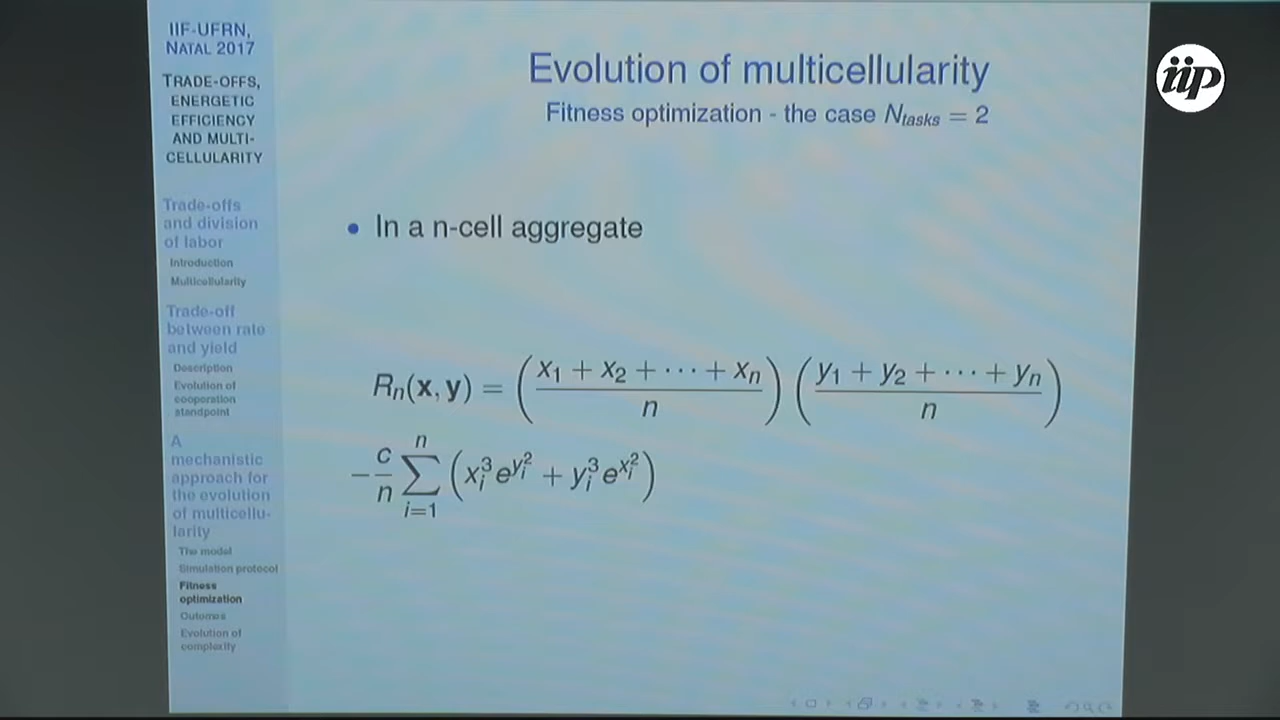 IIF-UFRN,
NATAL 2017
TRADE-OFFS,
ENERGETIC
EFFICIENCY
AND MULTI-
CELLULARITY
Trade-offs
and division
of labor
Introduction
Multicellularity
Trade-off
between rate
and yield
Description
Evolution of
cooperation
standpoint
A
mechanistic
approach for
the evolution
of multicellu-
larity
The model
Simulation protocol
Fitness
optimization
Outcomes
Evolution of
complexity
Evolution of multicellularity
Fitness optimization - the case N_tasks = 2
• In a n-cell aggregate
R_n(x, y) = ((x_1 + x_2 + ⋯ + x_n)/n) ((y_1 + y_2 + ⋯ + y_n)/n)
− c/n ∑_{i=1}^{n} (x_i^3 e^{y_i^2} + y_i^3 e^{x_i^2})
iip